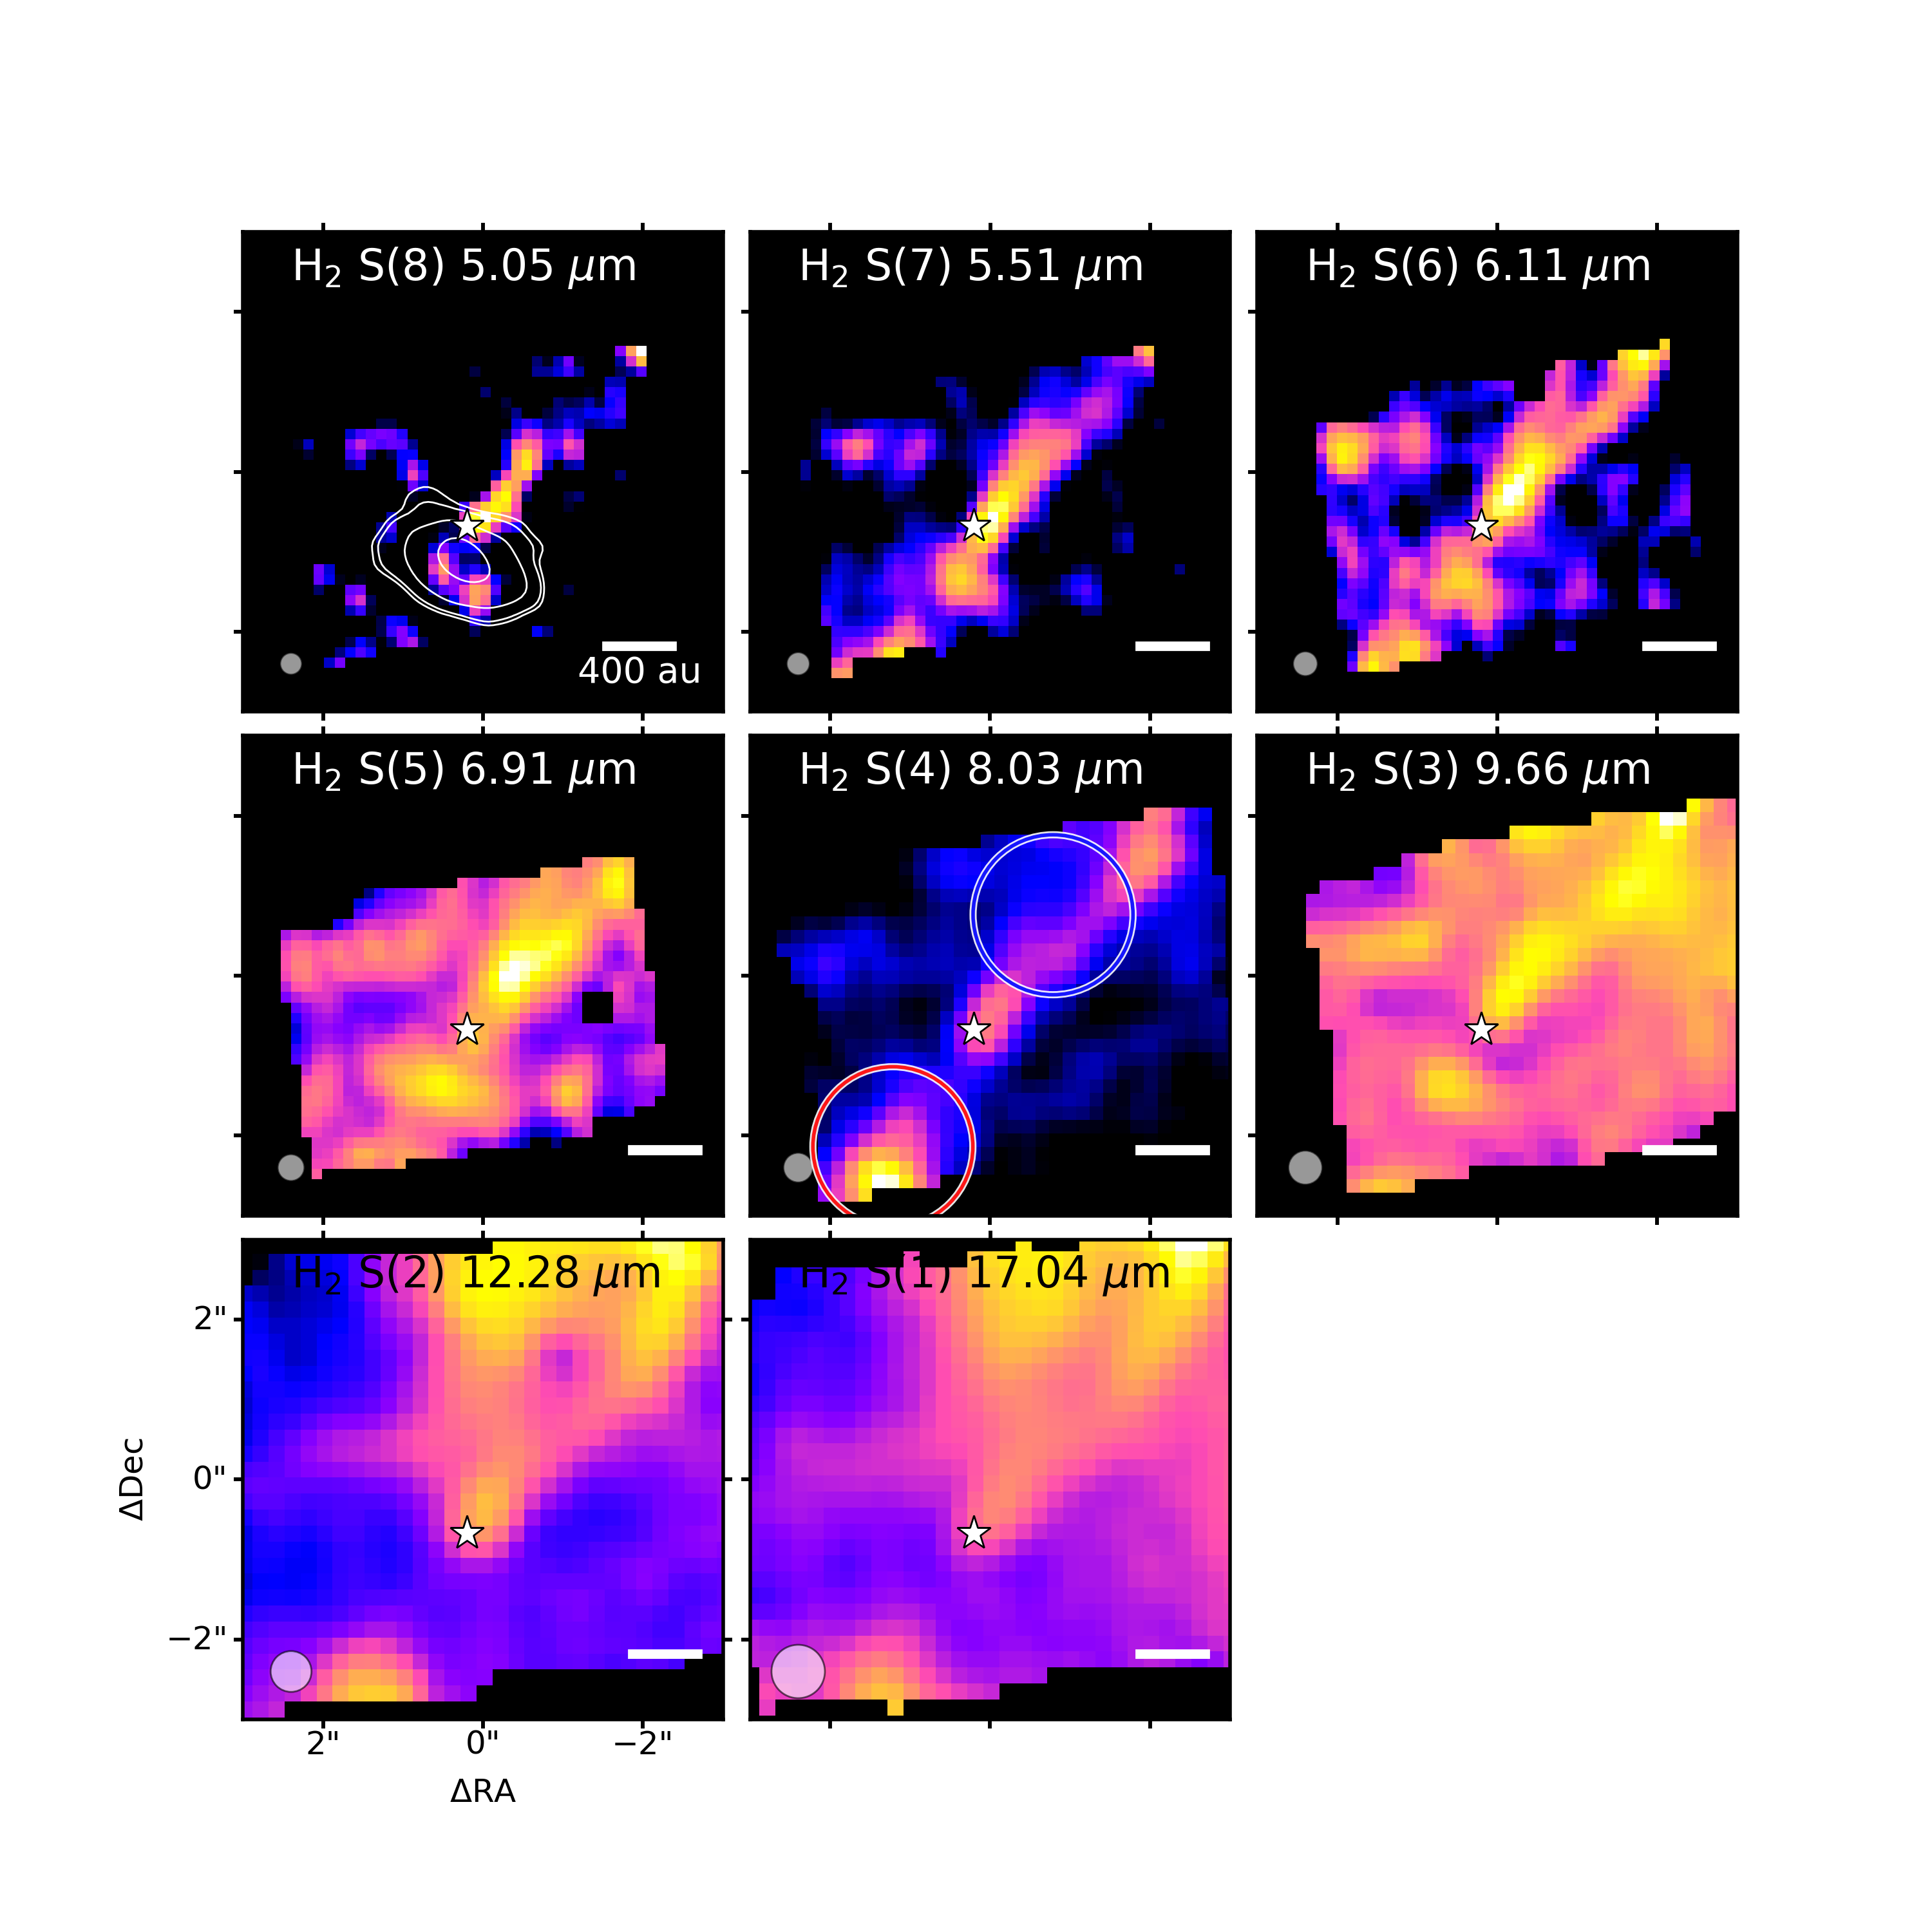 H₂ S(8) 5.05 μm
H₂ S(7) 5.51 μm
H₂ S(6) 6.11 μm
400 au
H₂ S(5) 6.91 μm
H₂ S(4) 8.03 μm
H₂ S(3) 9.66 μm
H₂ S(2) 12.28 μm
H₂ S(1) 17.04 μm
2"
0"
−2"
ΔDec
2"
0"
−2"
ΔRA